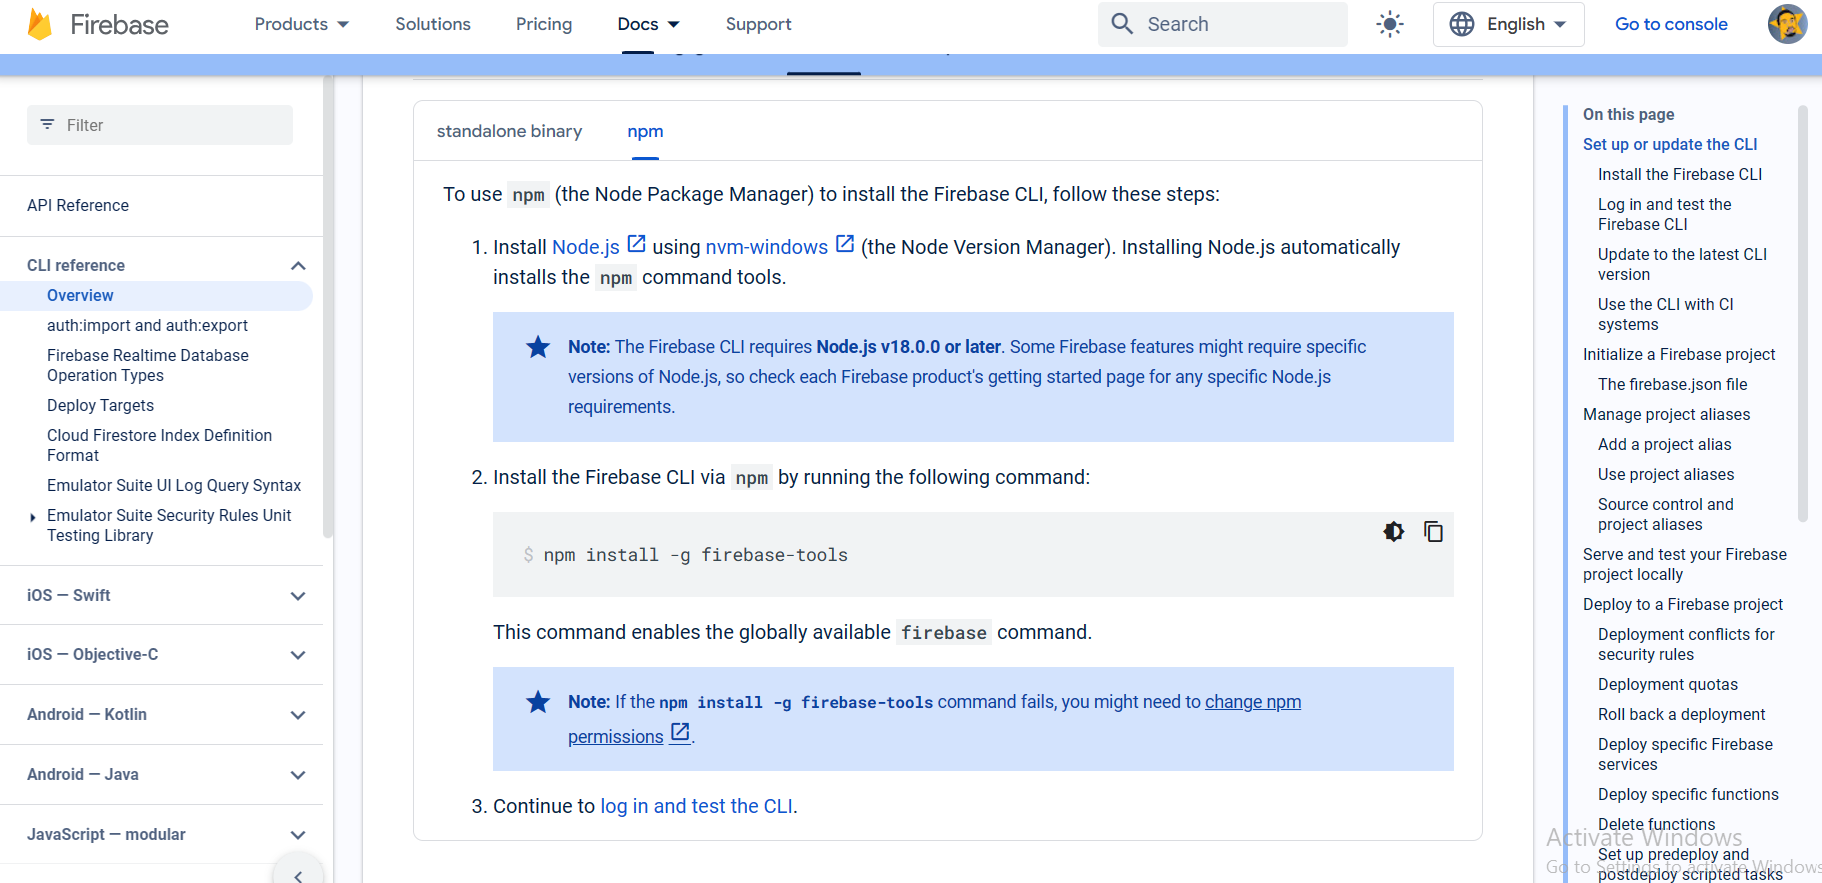 Firebase
Products
Solutions
Pricing
Docs
Support
Search
English
Go to console
Filter
API Reference
CLI reference
Overview
auth:import and auth:export
Firebase Realtime Database
Operation Types
Deploy Targets
Cloud Firestore Index Definition
Format
Emulator Suite UI Log Query Syntax
Emulator Suite Security Rules Unit
Testing Library
iOS — Swift
iOS — Objective-C
Android — Kotlin
Android — Java
JavaScript — modular
standalone binary
npm
To use npm (the Node Package Manager) to install the Firebase CLI, follow these steps:
1. Install Node.js using nvm-windows (the Node Version Manager). Installing Node.js automatically
installs the npm command tools.
Note: The Firebase CLI requires Node.js v18.0.0 or later. Some Firebase features might require specific
versions of Node.js, so check each Firebase product's getting started page for any specific Node.js
requirements.
2. Install the Firebase CLI via npm by running the following command:
$ npm install -g firebase-tools
This command enables the globally available firebase command.
Note: If the npm install -g firebase-tools command fails, you might need to change npm
permissions.
3. Continue to log in and test the CLI.
On this page
Set up or update the CLI
Install the Firebase CLI
Log in and test the
Firebase CLI
Update to the latest CLI
version
Use the CLI with CI
systems
Initialize a Firebase project
The firebase.json file
Manage project aliases
Add a project alias
Use project aliases
Source control and
project aliases
Serve and test your Firebase
project locally
Deploy to a Firebase project
Deployment conflicts for
security rules
Deployment quotas
Roll back a deployment
Deploy specific Firebase
services
Deploy specific functions
Delete functions
Set up predeploy and
postdeploy scripted tasks
Activate Windows
Go to Settings to activate Windows